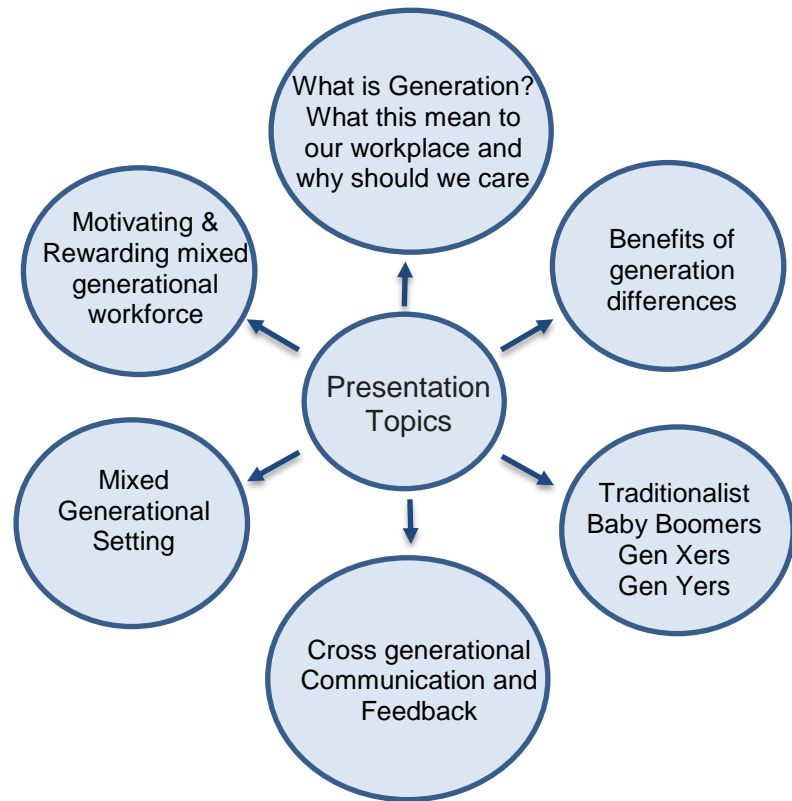 What is Generation?
What this mean to
our workplace and
why should we care
Motivating &
Rewarding mixed
generational
workforce
Benefits of
generation
differences
Presentation
Topics
Mixed
Generational
Setting
Traditionalist
Baby Boomers
Gen Xers
Gen Yers
Cross generational
Communication and
Feedback